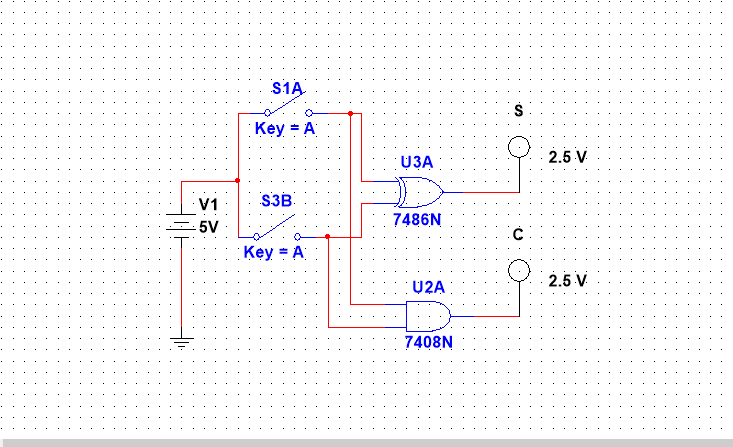 S1A
Key = A
S
2.5 V
U3A
7486N
V1
5V
S3B
Key = A
C
2.5 V
U2A
7408N